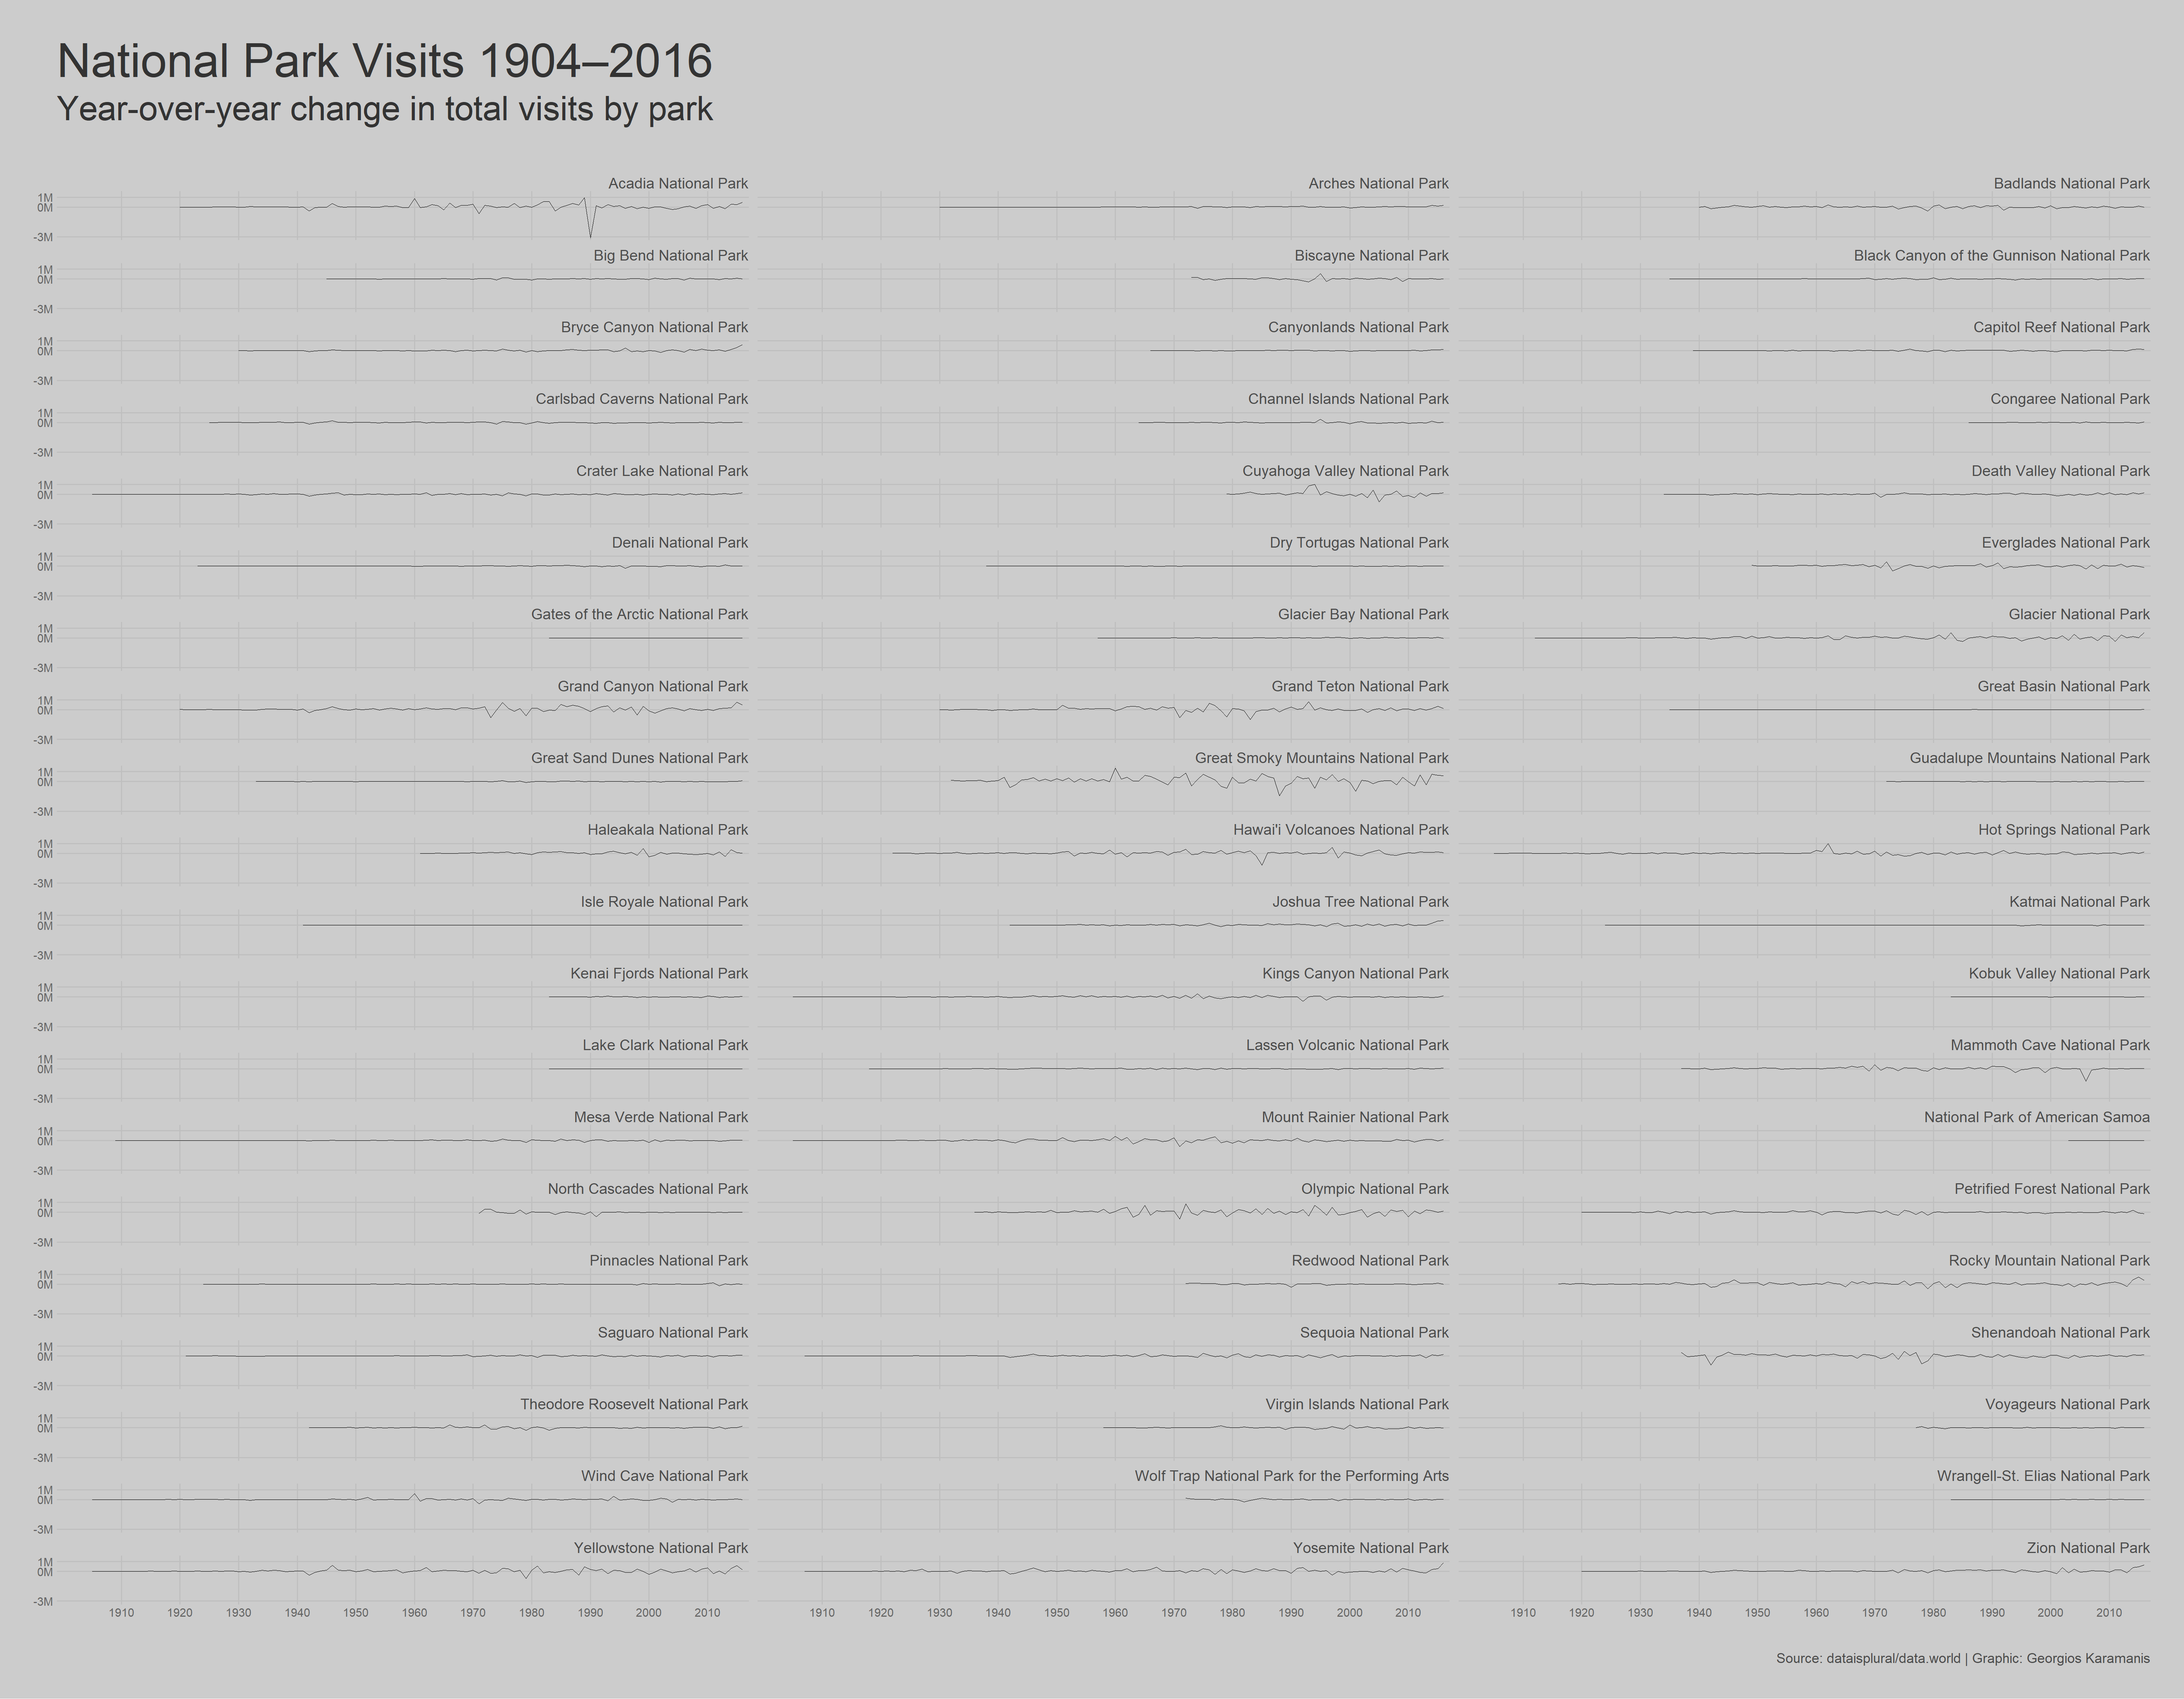 National Park Visits 1904–2016
Year-over-year change in total visits by park
Acadia National Park Arches National Park Badlands National Park
1M
0M
-3M
Big Bend National Park Biscayne National Park Black Canyon of the Gunnison National Park
1M
0M
-3M
Bryce Canyon National Park Canyonlands National Park Capitol Reef National Park
1M
0M
-3M
Carlsbad Caverns National Park Channel Islands National Park Congaree National Park
1M
0M
-3M
Crater Lake National Park Cuyahoga Valley National Park Death Valley National Park
1M
0M
-3M
Denali National Park Dry Tortugas National Park Everglades National Park
1M
0M
-3M
Gates of the Arctic National Park Glacier Bay National Park Glacier National Park
1M
0M
-3M
Grand Canyon National Park Grand Teton National Park Great Basin National Park
1M
0M
-3M
Great Sand Dunes National Park Great Smoky Mountains National Park Guadalupe Mountains National Park
1M
0M
-3M
Haleakala National Park Hawai'i Volcanoes National Park Hot Springs National Park
1M
0M
-3M
Isle Royale National Park Joshua Tree National Park Katmai National Park
1M
0M
-3M
Kenai Fjords National Park Kings Canyon National Park Kobuk Valley National Park
1M
0M
-3M
Lake Clark National Park Lassen Volcanic National Park Mammoth Cave National Park
1M
0M
-3M
Mesa Verde National Park Mount Rainier National Park National Park of American Samoa
1M
0M
-3M
North Cascades National Park Olympic National Park Petrified Forest National Park
1M
0M
-3M
Pinnacles National Park Redwood National Park Rocky Mountain National Park
1M
0M
-3M
Saguaro National Park Sequoia National Park Shenandoah National Park
1M
0M
-3M
Theodore Roosevelt National Park Virgin Islands National Park Voyageurs National Park
1M
0M
-3M
Wind Cave National Park Wolf Trap National Park for the Performing Arts Wrangell-St. Elias National Park
1M
0M
-3M
Yellowstone National Park Yosemite National Park Zion National Park
1M
0M
-3M
1910 1920 1930 1940 1950 1960 1970 1980 1990 2000 2010 1910 1920 1930 1940 1950 1960 1970 1980 1990 2000 2010 1910 1920 1930 1940 1950 1960 1970 1980 1990 2000 2010
Source: dataisplural/data.world | Graphic: Georgios Karamanis